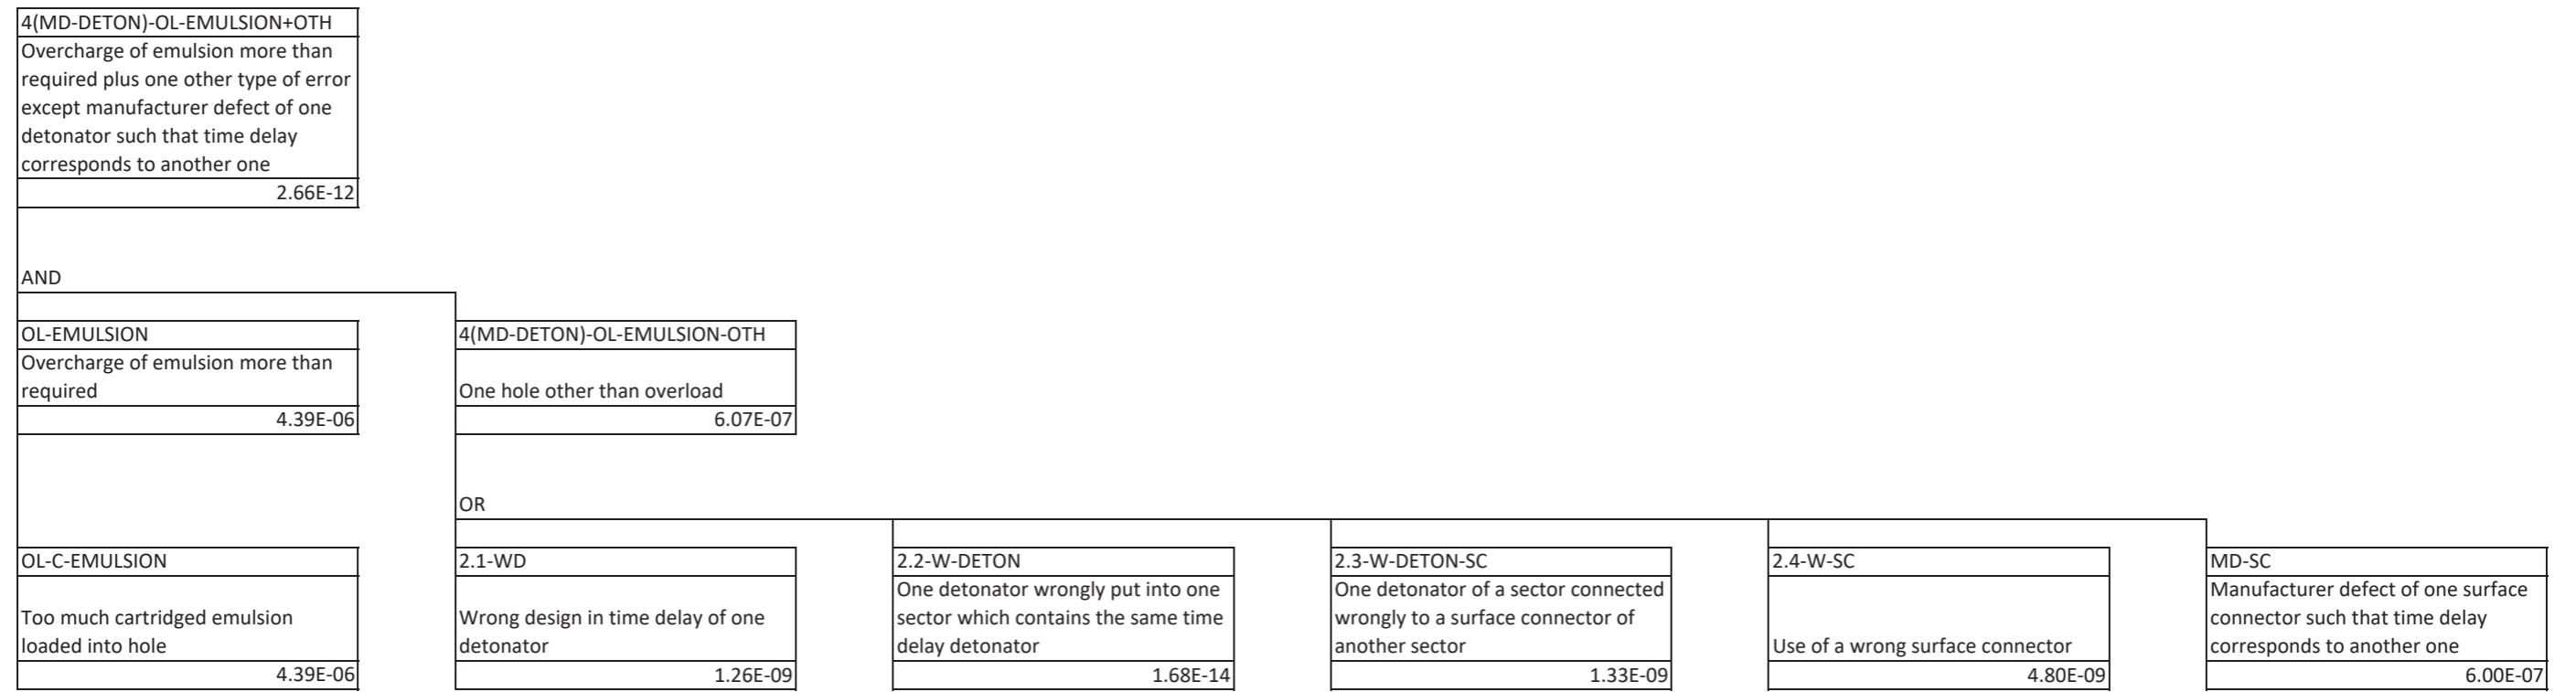 4(MD-DETON)-OL-EMULSION+OTH
Overcharge of emulsion more than
required plus one other type of error
except manufacturer defect of one
detonator such that time delay
corresponds to another one
2.66E-12
AND
OL-EMULSION
Overcharge of emulsion more than
required
4.39E-06
4(MD-DETON)-OL-EMULSION-OTH
One hole other than overload
6.07E-07
OR
OL-C-EMULSION
Too much cartridged emulsion
loaded into hole
4.39E-06
2.1-WD
Wrong design in time delay of one
detonator
1.26E-09
2.2-W-DETON
One detonator wrongly put into one
sector which contains the same time
delay detonator
1.68E-14
2.3-W-DETON-SC
One detonator of a sector connected
wrongly to a surface connector of
another sector
1.33E-09
2.4-W-SC
Use of a wrong surface connector
4.80E-09
MD-SC
Manufacturer defect of one surface
connector such that time delay
corresponds to another one
6.00E-07